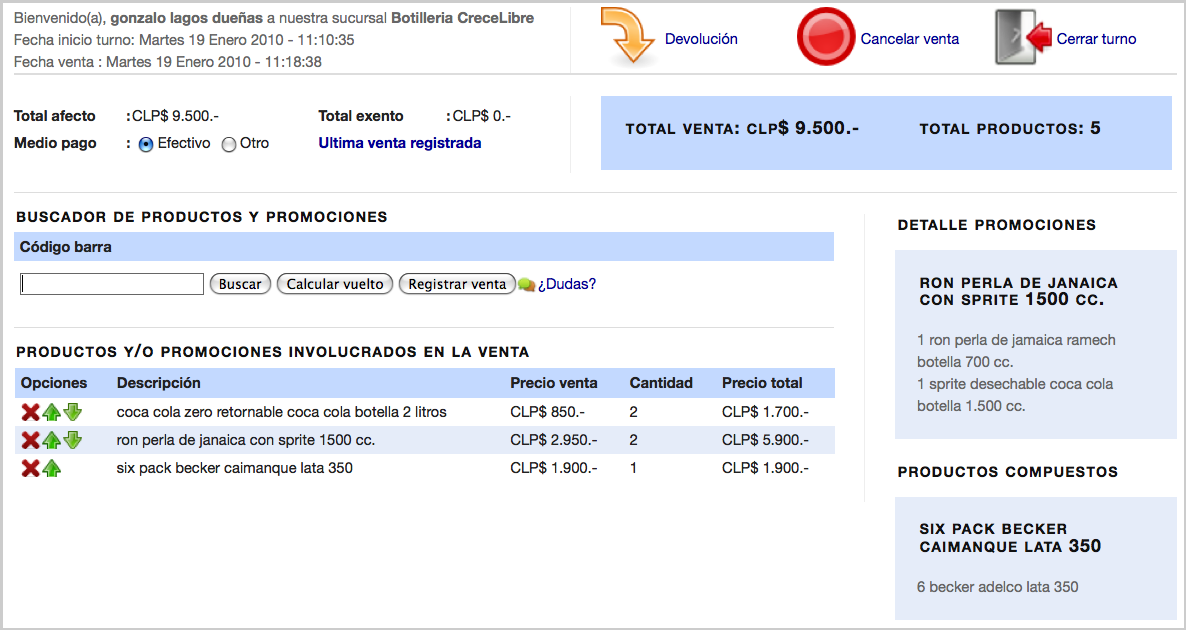 Bienvenido(a), gonzalo lagos dueñas a nuestra sucursal Botilleria CreceLibre
Fecha inicio turno: Martes 19 Enero 2010 - 11:10:35
Fecha venta : Martes 19 Enero 2010 - 11:18:38
Devolución
Cancelar venta
Cerrar turno
Total afecto :CLP$ 9.500.- Total exento :CLP$ 0.-
Medio pago : Efectivo Otro Ultima venta registrada
TOTAL VENTA: CLP$ 9.500.- TOTAL PRODUCTOS: 5
BUSCADOR DE PRODUCTOS Y PROMOCIONES
Código barra
Buscar Calcular vuelto Registrar venta ¿Dudas?
PRODUCTOS Y/O PROMOCIONES INVOLUCRADOS EN LA VENTA
Opciones Descripción Precio venta Cantidad Precio total
coca cola zero retornable coca cola botella 2 litros CLP$ 850.- 2 CLP$ 1.700.-
ron perla de janaica con sprite 1500 cc. CLP$ 2.950.- 2 CLP$ 5.900.-
six pack becker caimanque lata 350 CLP$ 1.900.- 1 CLP$ 1.900.-
DETALLE PROMOCIONES
RON PERLA DE JANAICA
CON SPRITE 1500 CC.
1 ron perla de jamaica ramech
botella 700 cc.
1 sprite desechable coca cola
botella 1.500 cc.
PRODUCTOS COMPUESTOS
SIX PACK BECKER
CAIMANQUE LATA 350
6 becker adelco lata 350